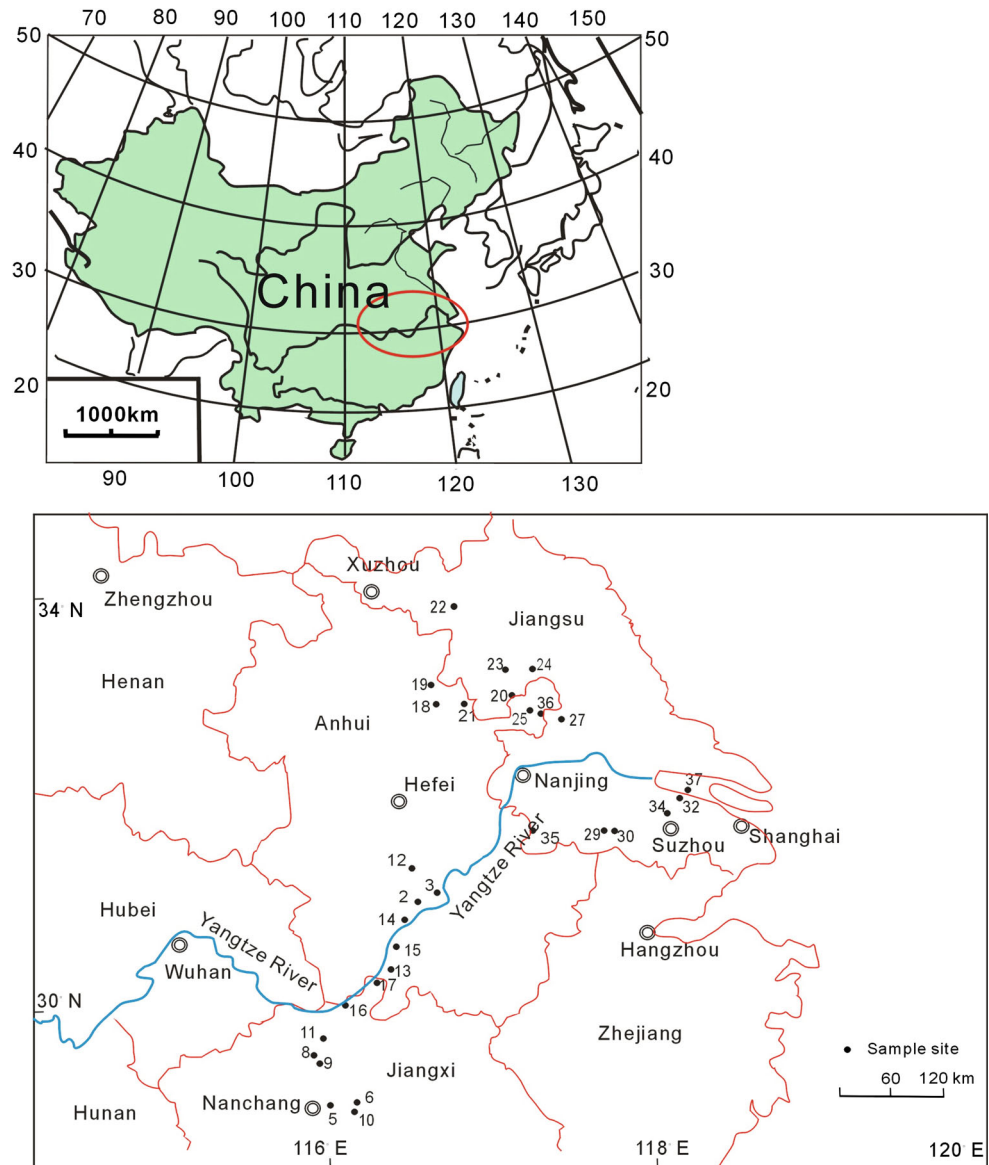 70 80 90 100 110 120 130 140 150
50 50
40 40
30 30
China
20 20
1000km
90 100 110 120 130
Xuzhou
Zhengzhou
34° N
22
Jiangsu
23 24
Henan
19
20
18 21 25 36 27
Anhui
Nanjing
Hefei
37
34 32
35 29 30
Suzhou Shanghai
12
3
2
Yangtze River
Hubei
14
Yangtze River
15
Hangzhou
Wuhan
13
17
30° N
16
Zhejiang
11
8 9
Jiangxi
Sample site
6
Nanchang
5 10
60 120 km
Hunan
116° E 118° E 120° E